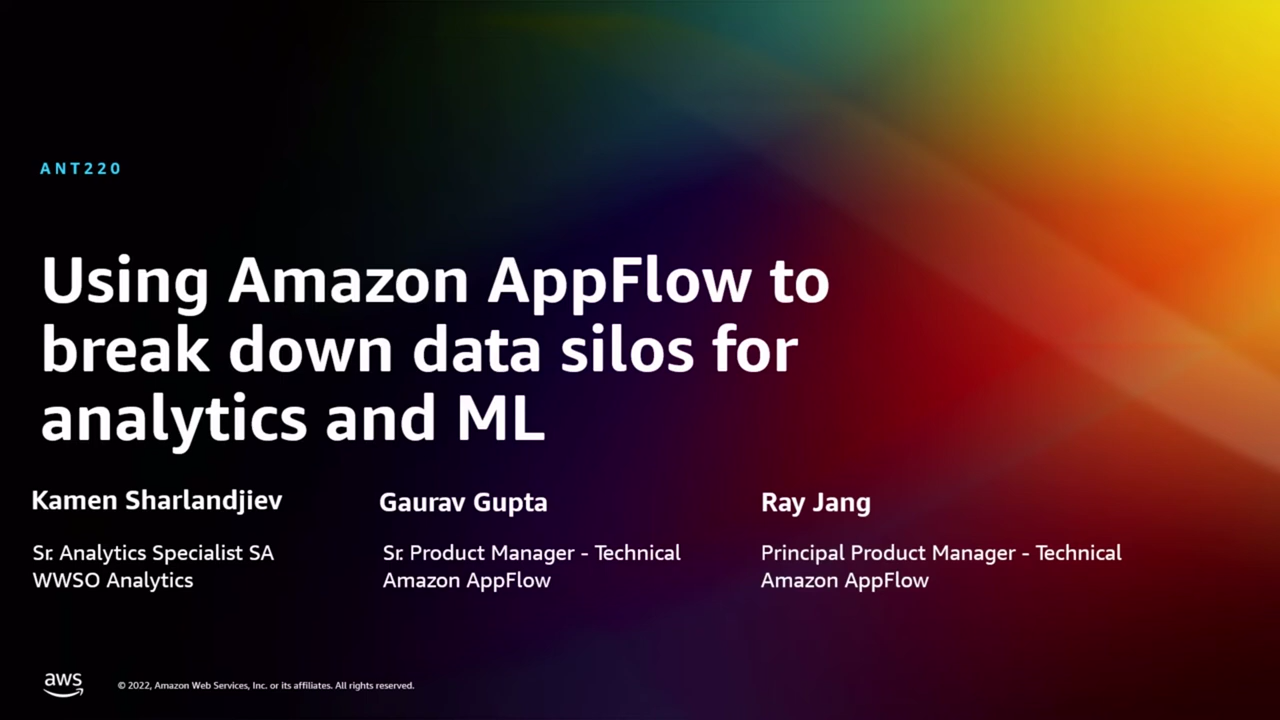 ANT220
Using Amazon AppFlow to
break down data silos for
analytics and ML
Kamen Sharlandjiev
Sr. Analytics Specialist SA
WWSO Analytics
Gaurav Gupta
Sr. Product Manager - Technical
Amazon AppFlow
Ray Jang
Principal Product Manager - Technical
Amazon AppFlow
aws
© 2022, Amazon Web Services, Inc. or its affiliates. All rights reserved.